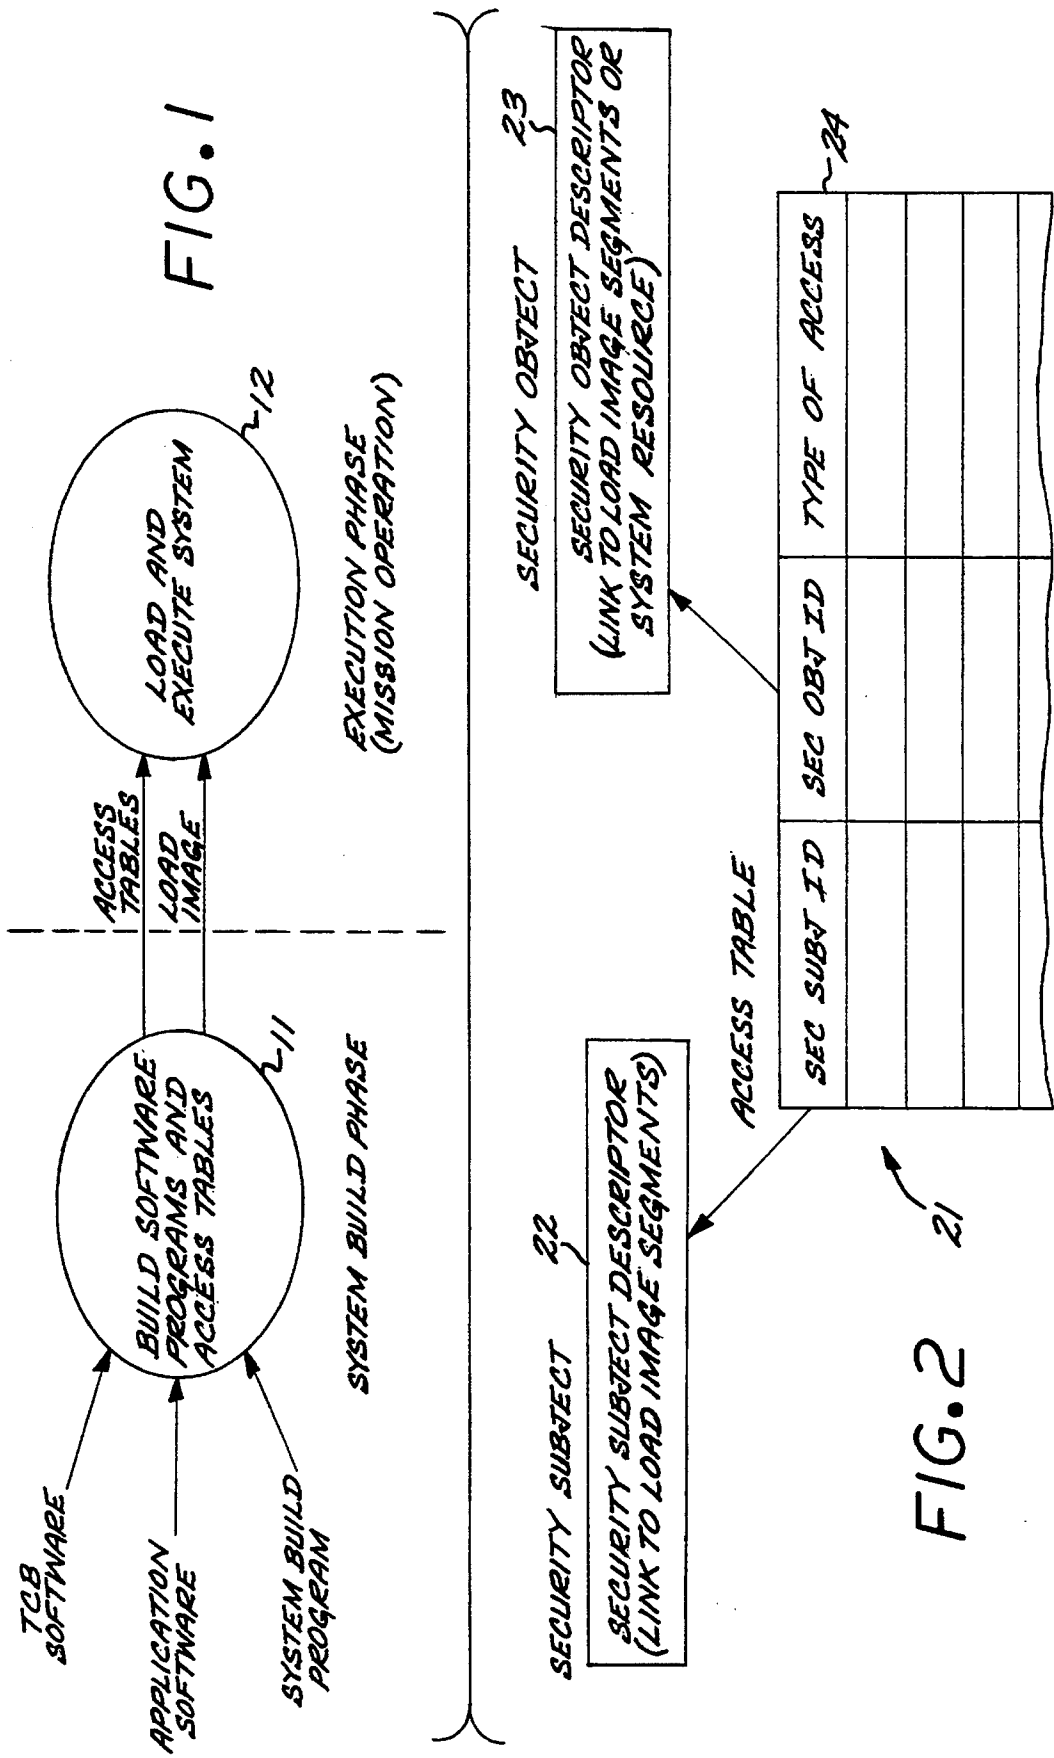 TCB
SOFTWARE
APPLICATION
SOFTWARE
SYSTEM BUILD
PROGRAM
BUILD SOFTWARE
PROGRAMS AND
ACCESS TABLES
11
SYSTEM BUILD PHASE
ACCESS
TABLES
LOAD
IMAGE
LOAD AND
EXECUTE SYSTEM
12
EXECUTION PHASE
(MISSION OPERATION)
FIG.1
SECURITY SUBJECT
22
SECURITY SUBJECT DESCRIPTOR
(LINK TO LOAD IMAGE SEGMENTS)
SECURITY OBJECT
23
SECURITY OBJECT DESCRIPTOR
(LINK TO LOAD IMAGE SEGMENTS OR
SYSTEM RESOURCE)
ACCESS TABLE
SEC SUBJ ID
SEC OBJ ID
TYPE OF ACCESS
24
21
FIG.2